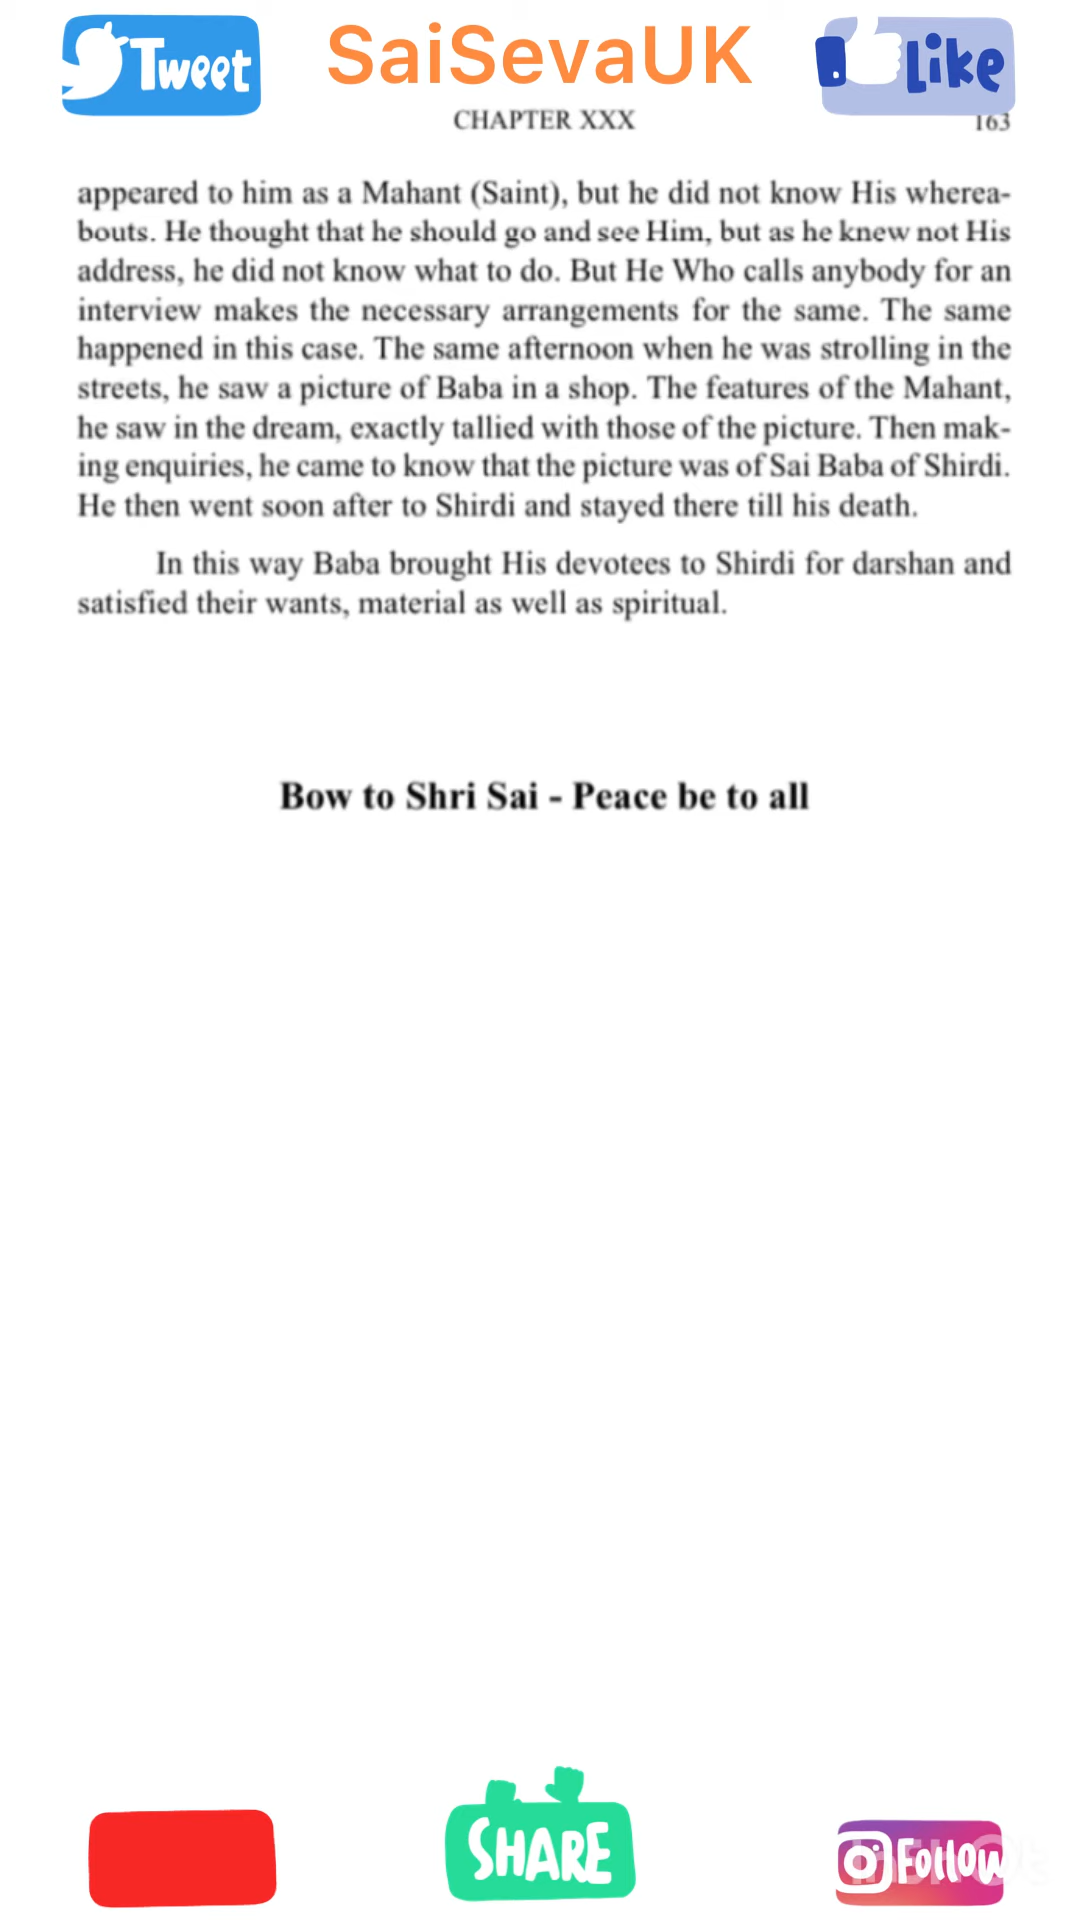 Tweet
SaiSevaUK
Like
CHAPTER XXX 163
appeared to him as a Mahant (Saint), but he did not know His wherea-
bouts. He thought that he should go and see Him, but as he knew not His
address, he did not know what to do. But He Who calls anybody for an
interview makes the necessary arrangements for the same. The same
happened in this case. The same afternoon when he was strolling in the
streets, he saw a picture of Baba in a shop. The features of the Mahant,
he saw in the dream, exactly tallied with those of the picture. Then mak-
ing enquiries, he came to know that the picture was of Sai Baba of Shirdi.
He then went soon after to Shirdi and stayed there till his death.
In this way Baba brought His devotees to Shirdi for darshan and
satisfied their wants, material as well as spiritual.
Bow to Shri Sai - Peace be to all
SHARE
Follow